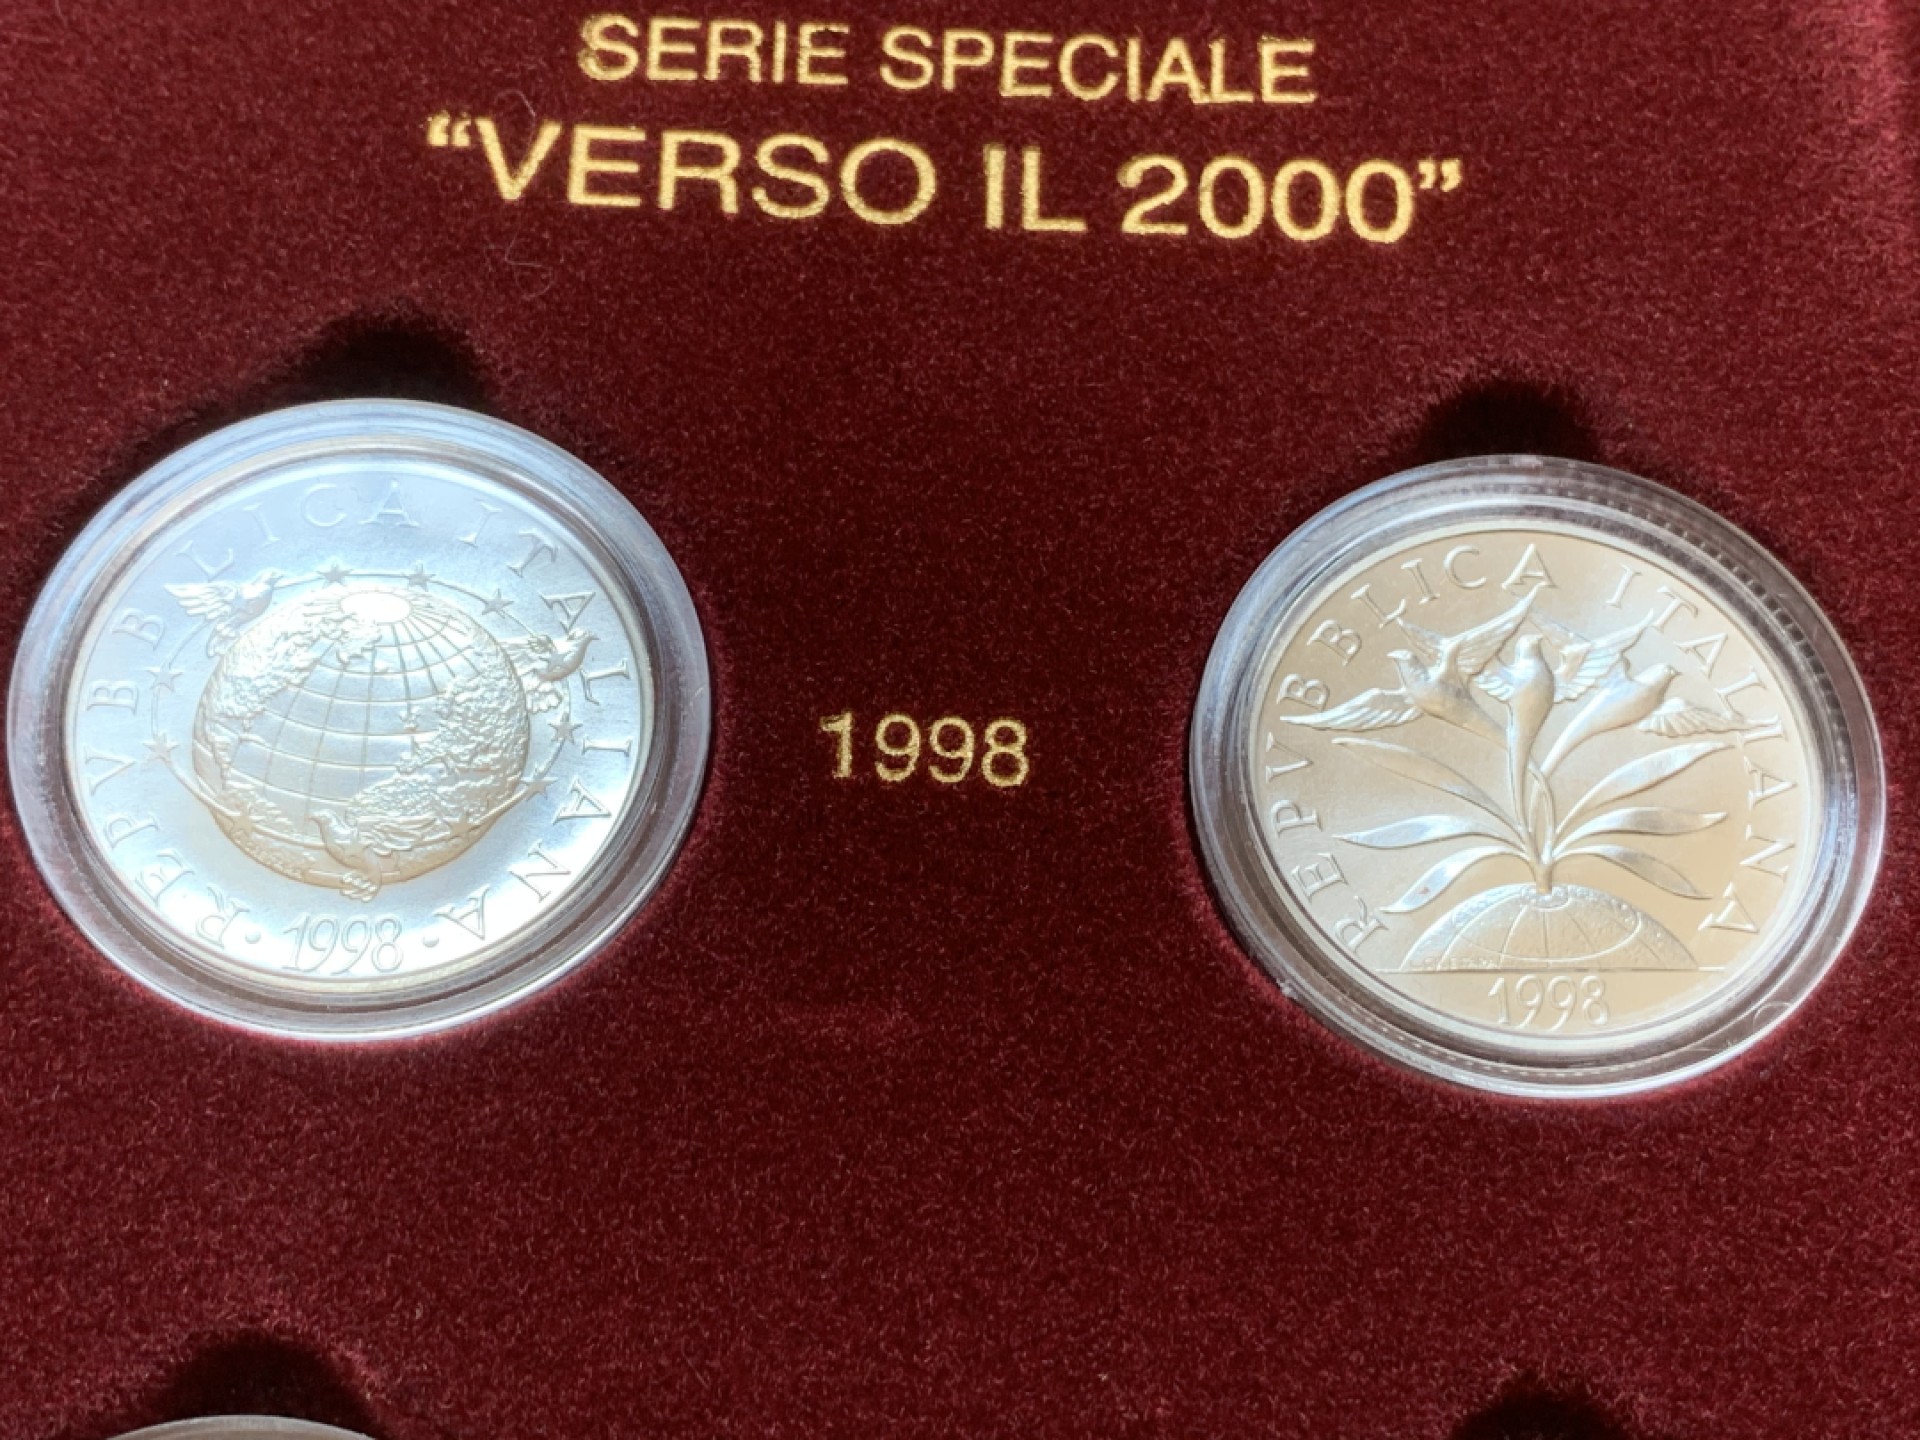 SERIE SPECIALE
“VERSO IL 2000”
REPVBBLICA ITALIANA
· 1998 ·
1998
REPVBBLICA ITALIANA
1998